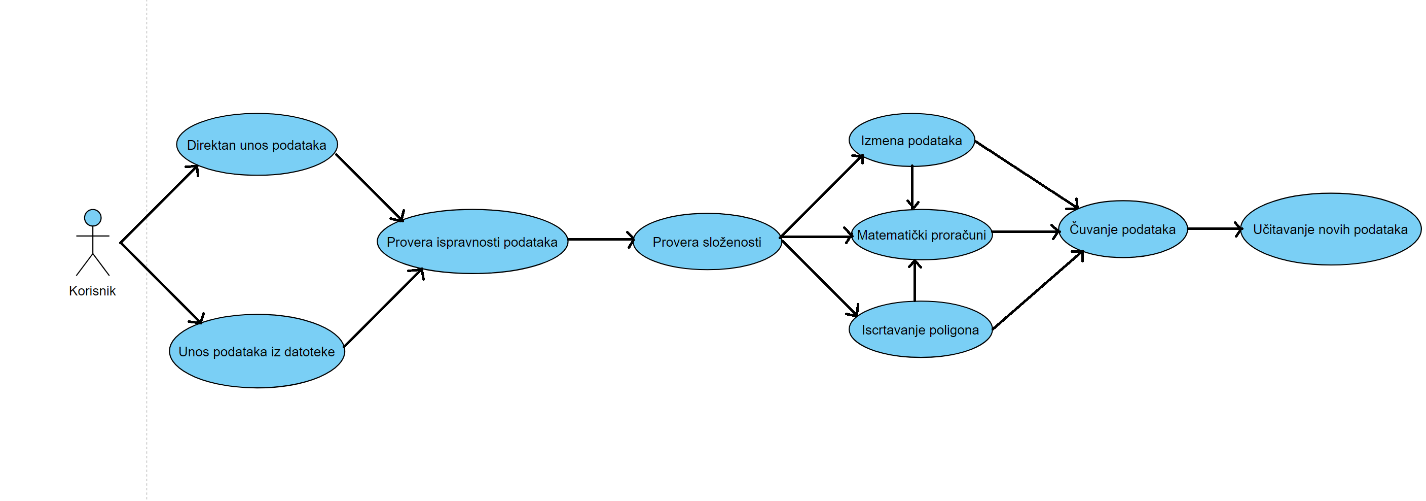 Korisnik
Direktan unos podataka
Unos podataka iz datoteke
Provera ispravnosti podataka
Provera složenosti
Izmena podataka
Matematički proračuni
Iscrtavanje poligona
Čuvanje podataka
Učitavanje novih podataka